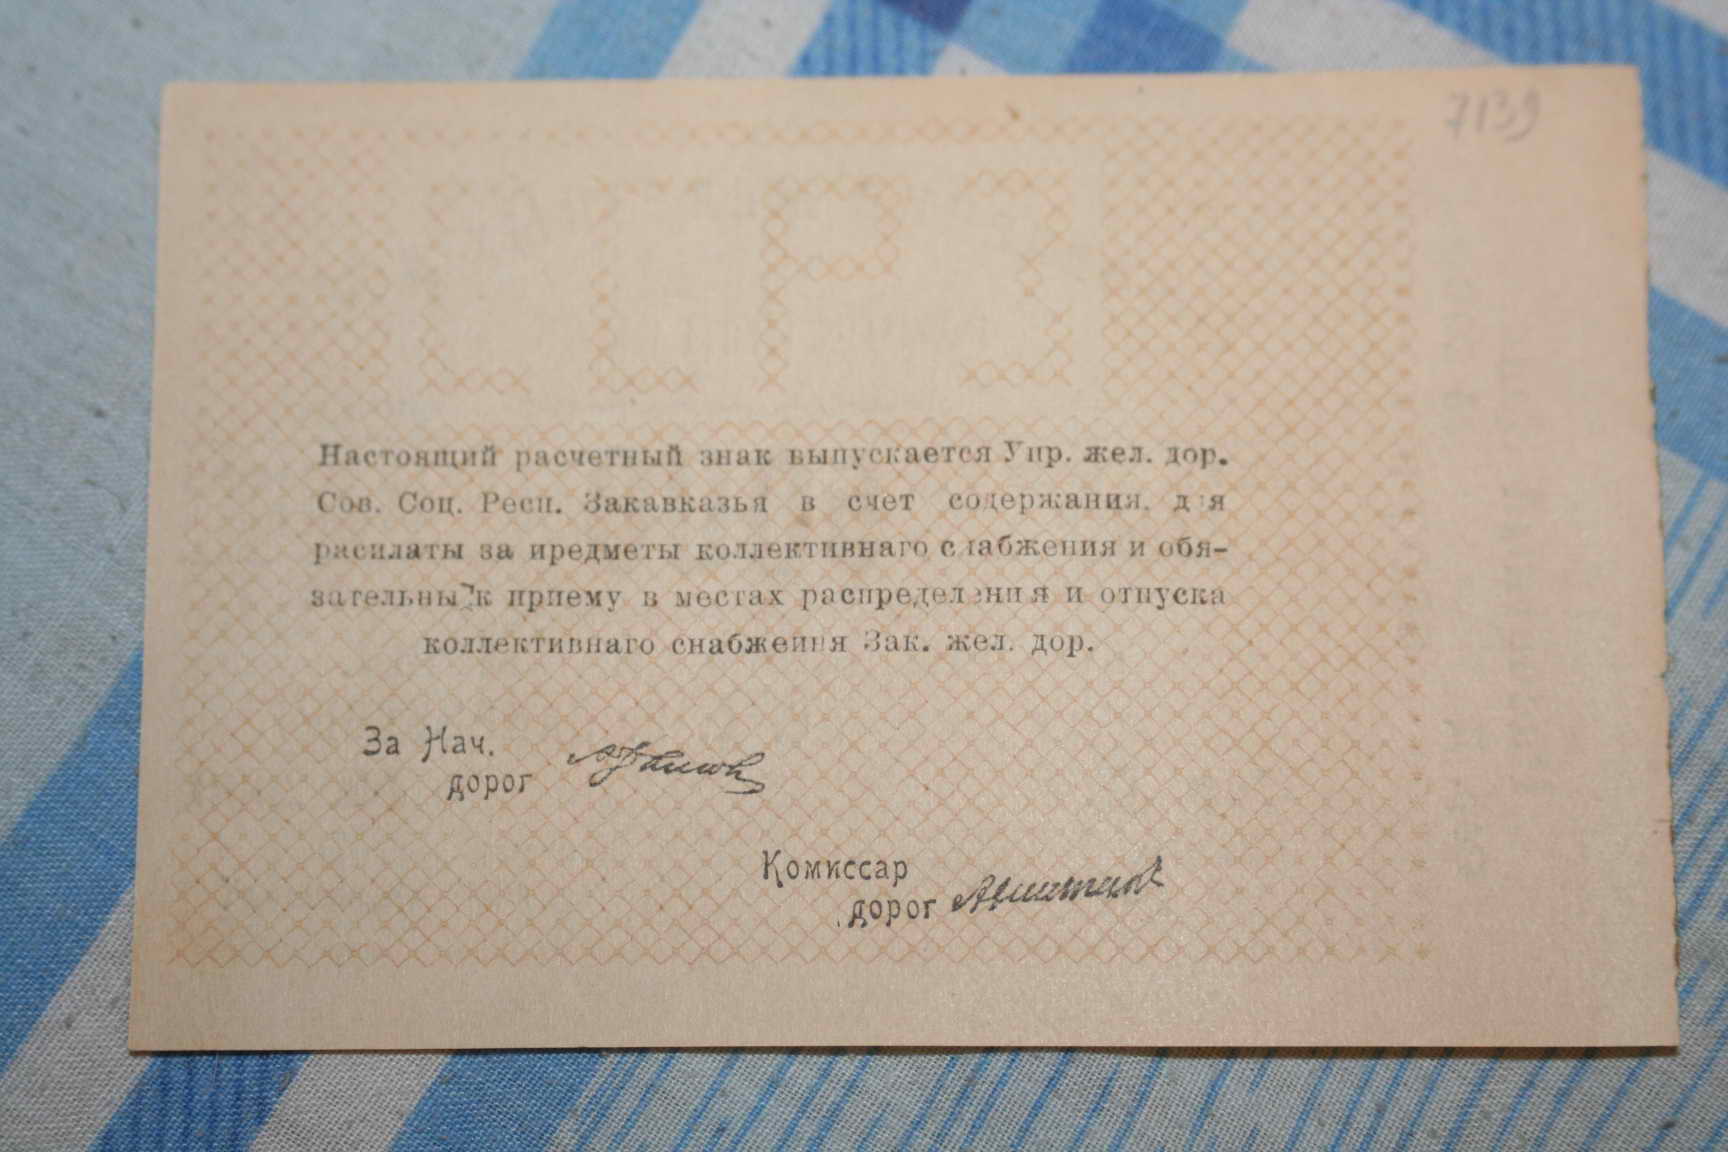 7139
ССРЗ
Настоящий расчетный знак выпускается Упр. жел. дор.
Сов. Соц. Респ. Закавказья в счет содержания, для
расплаты за предметы коллективнаго снабжения и обя-
зательны к приему в местах распределения и отпуска
коллективнаго снабжения Зак. жел. дор.
За Нач.
дорог
Комиссар
дорог